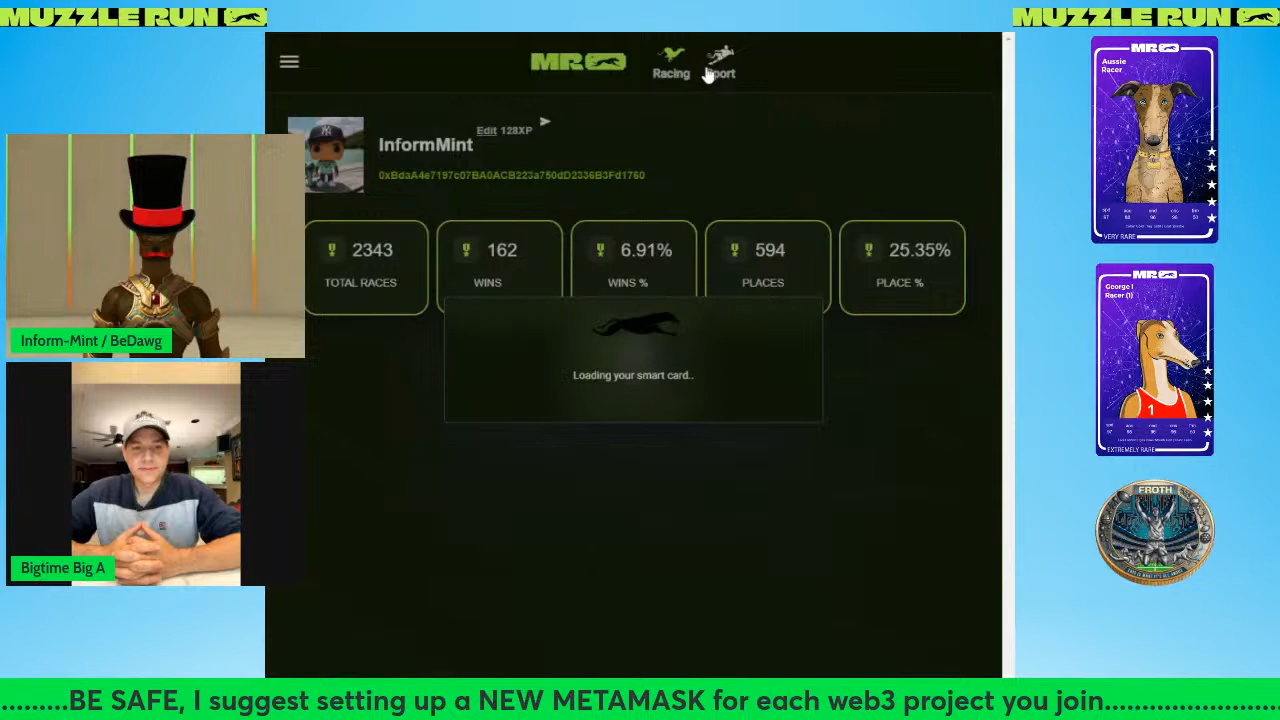 MUZZLE RUN
MUZZLE RUN
MR
Racing
InformMint
Edit 128XP
0xBdaA4e7197c07BA0ACB223a750dD2336B3Fd1760
2343
TOTAL RACES
162
WINS
6.91%
WINS %
594
PLACES
25.35%
PLACE %
Loading your smart card..
Inform-Mint / BeDawg
Bigtime Big A
MR
Aussie
Racer
VERY RARE
MR
George I
Racer (1)
1
EXTREMELY RARE
FROTH
.........BE SAFE, I suggest setting up a NEW METAMASK for each web3 project you join.......................